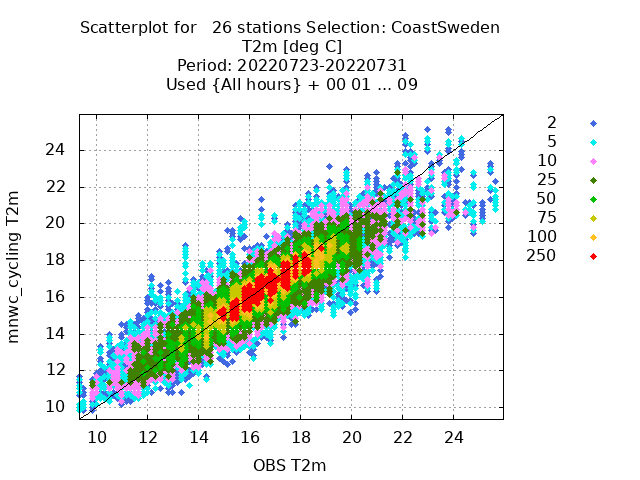 Scatterplot for   26 stations Selection: CoastSweden
T2m [deg C]
Period: 20220723-20220731
Used {All hours} + 00 01 ... 09
2
5
10
25
50
75
100
250
24
22
20
18
16
14
12
10
mnwc_cycling T2m
10 12 14 16 18 20 22 24
OBS T2m